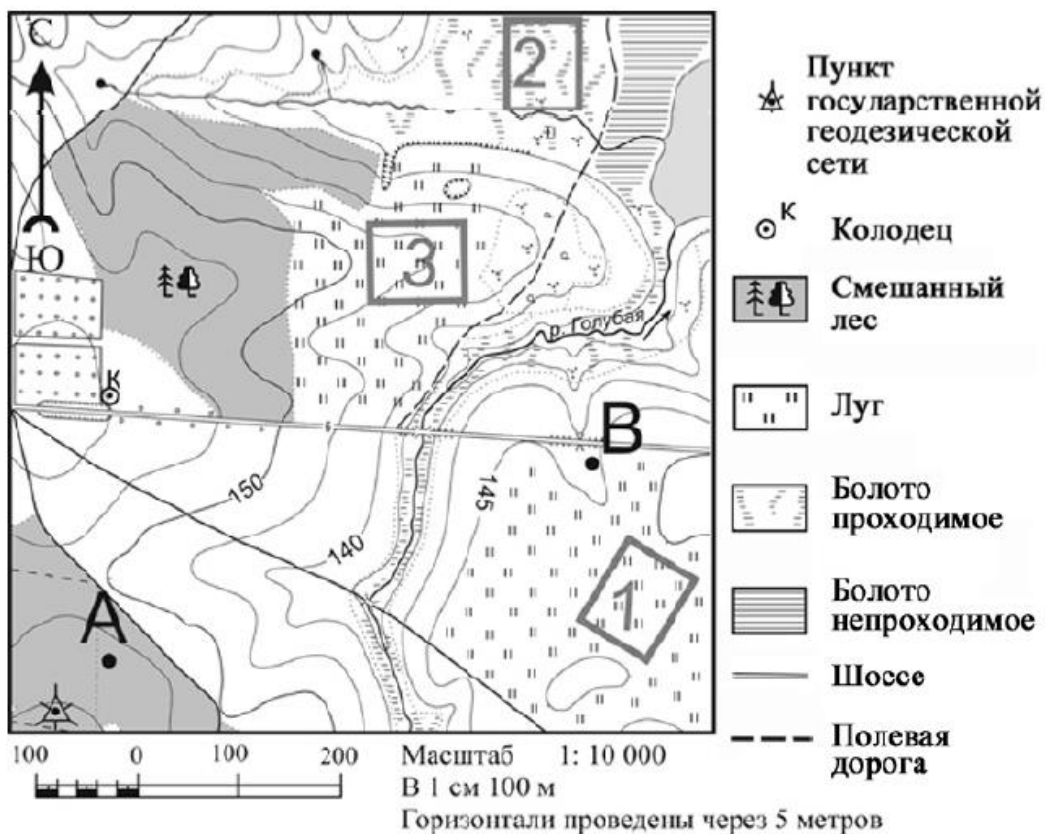 С
Ю
2
3
р. Голубая
К
В
150
145
140
1
А
Пункт
государственной
геодезической
сети
К
Колодец
Смешанный
лес
Луг
Болото
проходимое
Болото
непроходимое
Шоссе
Полевая
дорога
100 0 100 200
Масштаб 1: 10 000
В 1 см 100 м
Горизонтали проведены через 5 метров